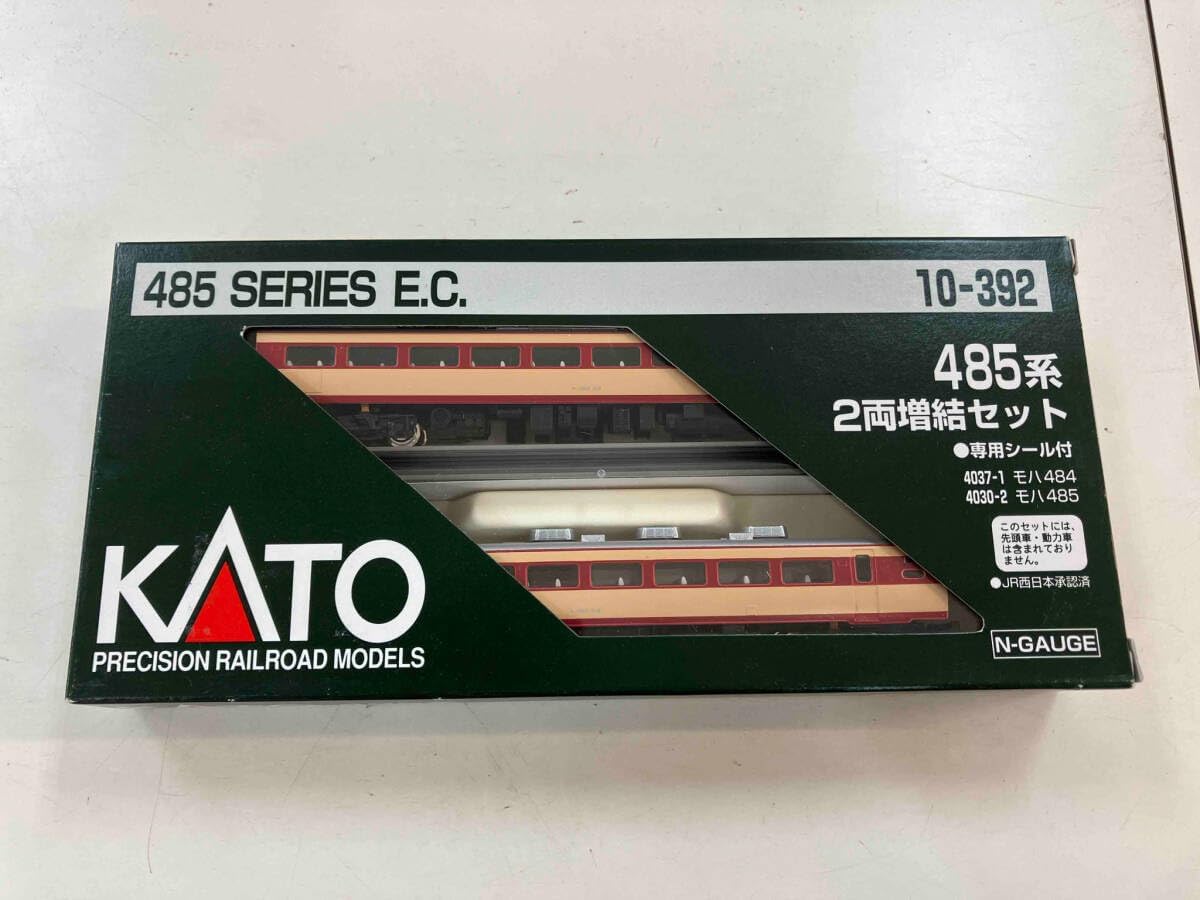 485 SERIES E.C.
10-392
485系
2両増結セット
●専用シール付
4037-1 モハ484
4030-2 モハ485
このセットには、
先頭車・動力車
は含まれており
ません。
●JR西日本承認済
KATO
PRECISION RAILROAD MODELS
N-GAUGE